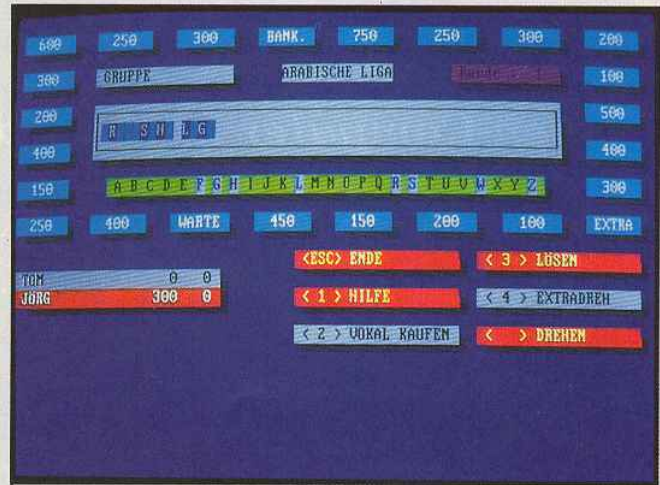 600 250 300 BANK. 750 250 300 200
300 GRUPPE ARABISCHE LIGA Runde : 1 100
200 500
R SH LG
400 400
150 ABCDEFGHIJKLMNOPQRSTUVWXYZ 300
250 400 WARTE 450 150 200 100 EXTRA
<ESC> ENDE < 3 > LÖSEN
TOM 0 0
JÖRG 300 0 < 1 > HILFE < 4 > EXTRADREH
< 2 > VOKAL KAUFEN < > DREHEN